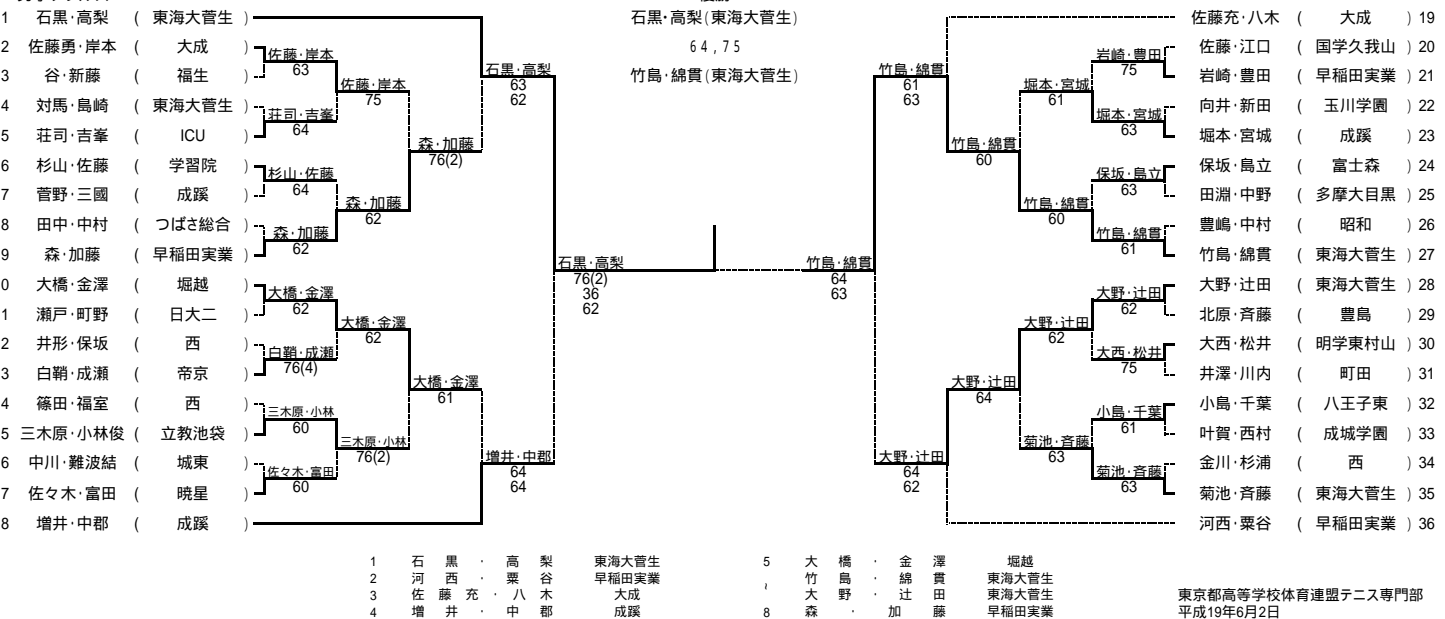 1 石黒・高梨 ( 東海大菅生 )
2 佐藤勇・岸本 ( 大成 )
3 谷・新藤 ( 福生 )
4 対馬・島崎 ( 東海大菅生 )
5 荘司・吉峯 ( ICU )
6 杉山・佐藤 ( 学習院 )
7 菅野・三國 ( 成蹊 )
8 田中・中村 ( つばさ総合 )
9 森・加藤 ( 早稲田実業 )
0 大橋・金澤 ( 堀越 )
1 瀬戸・町野 ( 日大二 )
2 井形・保坂 ( 西 )
3 白鞘・成瀬 ( 帝京 )
4 篠田・福室 ( 西 )
5 三木原・小林俊 ( 立教池袋 )
6 中川・難波結 ( 城東 )
7 佐々木・富田 ( 暁星 )
8 増井・中郡 ( 成蹊 )
佐藤・岸本
63
荘司・吉峯
64
杉山・佐藤
64
森・加藤
62
大橋・金澤
62
白鞘・成瀬
76(4)
三木原・小林
60
佐々木・富田
60
佐藤・岸本
75
森・加藤
62
大橋・金澤
62
三木原・小林
76(2)
森・加藤
76(2)
大橋・金澤
61
石黒・高梨
63
62
増井・中郡
64
64
石黒・高梨
76(2)
36
62
石黒・高梨(東海大菅生)
64,75
竹島・綿貫(東海大菅生)
竹島・綿貫
64
63
竹島・綿貫
61
63
大野・辻田
64
62
竹島・綿貫
60
大野・辻田
64
堀本・宮城
61
竹島・綿貫
60
大野・辻田
62
菊池・斉藤
63
岩崎・豊田
75
堀本・宮城
63
保坂・島立
63
竹島・綿貫
61
大野・辻田
62
大西・松井
75
小島・千葉
61
菊池・斉藤
63
佐藤充・八木 ( 大成 ) 19
佐藤・江口 ( 国学久我山 ) 20
岩崎・豊田 ( 早稲田実業 ) 21
向井・新田 ( 玉川学園 ) 22
堀本・宮城 ( 成蹊 ) 23
保坂・島立 ( 富士森 ) 24
田淵・中野 ( 多摩大目黒 ) 25
豊嶋・中村 ( 昭和 ) 26
竹島・綿貫 ( 東海大菅生 ) 27
大野・辻田 ( 東海大菅生 ) 28
北原・斉藤 ( 豊島 ) 29
大西・松井 ( 明学東村山 ) 30
井澤・川内 ( 町田 ) 31
小島・千葉 ( 八王子東 ) 32
叶賀・西村 ( 成城学園 ) 33
金川・杉浦 ( 西 ) 34
菊池・斉藤 ( 東海大菅生 ) 35
河西・粟谷 ( 早稲田実業 ) 36
1 石黒・高梨 東海大菅生
2 河西・粟谷 早稲田実業
3 佐藤充・八木 大成
4 増井・中郡 成蹊
5 大橋・金澤 堀越
~ 竹島・綿貫 東海大菅生
大野・辻田 東海大菅生
8 森・加藤 早稲田実業
東京都高等学校体育連盟テニス専門部
平成19年6月2日